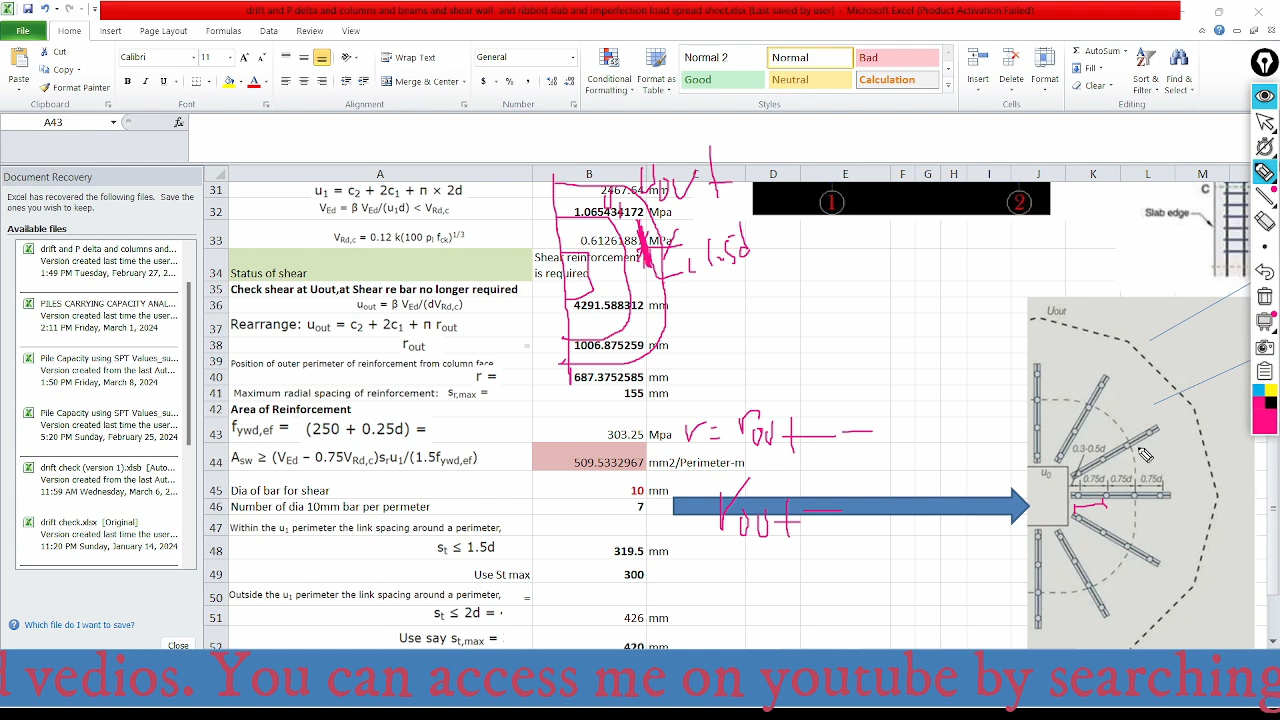 drift and P delta and columns and beams and shear wall and ribbed slab and imperfection load spread sheet.xlsx [Last saved by user] - Microsoft Excel (Product Activation Failed)
File Home Insert Page Layout Formulas Data Review View
Cut
Copy
Format Painter
Paste
Clipboard
Calibri 11
Font
Wrap Text
Merge & Center
Alignment
General
Number
Conditional Formatting
Format as Table
Normal 2 Normal Bad
Good Neutral Calculation
Styles
Insert Delete Format
Cells
AutoSum
Fill
Clear
Sort & Filter
Find & Select
Editing
A43
fx
Document Recovery
Excel has recovered the following files. Save the ones you wish to keep.
Available files
drift and P delta and columns and...
Version created last time the user...
1:49 PM Tuesday, February 27, 2...
PILES CARRYING CAPACITY ANAL...
Version created last time the user...
2:11 PM Friday, March 1, 2024
Pile Capacity using SPT Values_su...
Version created last time the user...
1:50 PM Friday, March 8, 2024
Pile Capacity using SPT Values_su...
Version created last time the user...
5:20 PM Sunday, February 25, 2024
drift check (version 1).xlsb [Auto...
Version created last time the user...
11:59 AM Wednesday, March 6, 2...
drift check.xlsx [Original]
Version created last time the user...
11:20 PM Sunday, January 14, 2024
Which file do I want to save?
Close
A B C D E F G H I J K L M
31 u1 = c2 + 2c1 + π × 2d 2467.64 mm
32 VEd = β VEd/(u1d) < VRd,c 1.065434172 Mpa
33 VRd,c = 0.12 k(100 ρl fck)^1/3 0.6126188 MPa
34 Status of shear Shear reinforcement is required
35 Check shear at Uout,at Shear re bar no longer required
36 uout = β VEd/(dVRd,c) 4291.588312 mm
37 Rearrange: uout = c2 + 2c1 + π rout
38 rout = 1006.875259 mm
39 Position of outer perimeter of reinforcement from column face
40 r = 687.3752585 mm
41 Maximum radial spacing of reinforcement: sr,max = 155 mm
42 Area of Reinforcement
43 fywd,ef = (250 + 0.25d) = 303.25 Mpa
44 Asw ≥ (VEd − 0.75VRd,c)sru1/(1.5fywd,ef) 509.5332967 mm2/Perimeter-m
45 Dia of bar for shear 10 mm
46 Number of dia 10mm bar per perimeter 7
47 Within the u1 perimeter the link spacing around a perimeter,
48 st ≤ 1.5d 319.5 mm
49 Use St max 300
50 Outside the u1 perimeter the link spacing around a perimeter, =
51 st ≤ 2d = 426 mm
52 Use say st,max = 420 mm
Uout
u1
1.5d
r = rout —
rout —
1 2
C
Slab edge
Uout
0.3-0.5d
u0
0.75d 0.75d 0.75d
d vedios. You can access me on youtube by searching